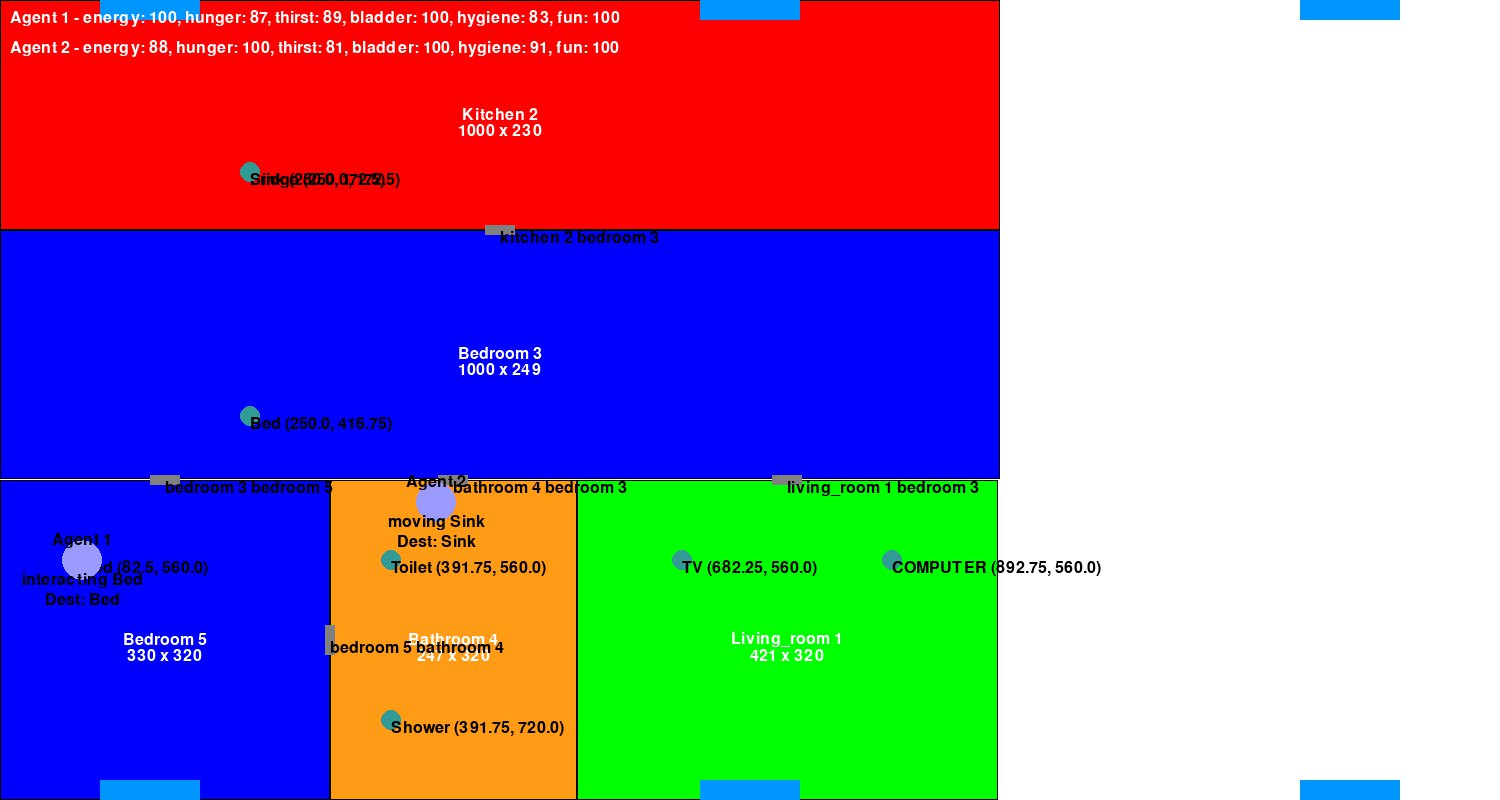 Agent 1 - energy: 100, hunger: 87, thirst: 89, bladder: 100, hygiene: 83, fun: 100
Agent 2 - energy: 88, hunger: 100, thirst: 81, bladder: 100, hygiene: 91, fun: 100
Kitchen 2
1000 x 230
kitchen 2 bedroom 3
Bedroom 3
1000 x 249
Bed (250.0, 416.75)
bedroom 3 bedroom 5
bathroom 4 bedroom 3
living_room 1 bedroom 3
Agent 2
moving Sink
Dest: Sink
Agent 1
(82.5, 560.0)
interacting Bed
Dest: Bed
Toilet (391.75, 560.0)
TV (682.25, 560.0)
COMPUTER (892.75, 560.0)
Bedroom 5
330 x 320
Bathroom 4
247 x 320
bedroom 5 bathroom 4
Living_room 1
421 x 320
Shower (391.75, 720.0)